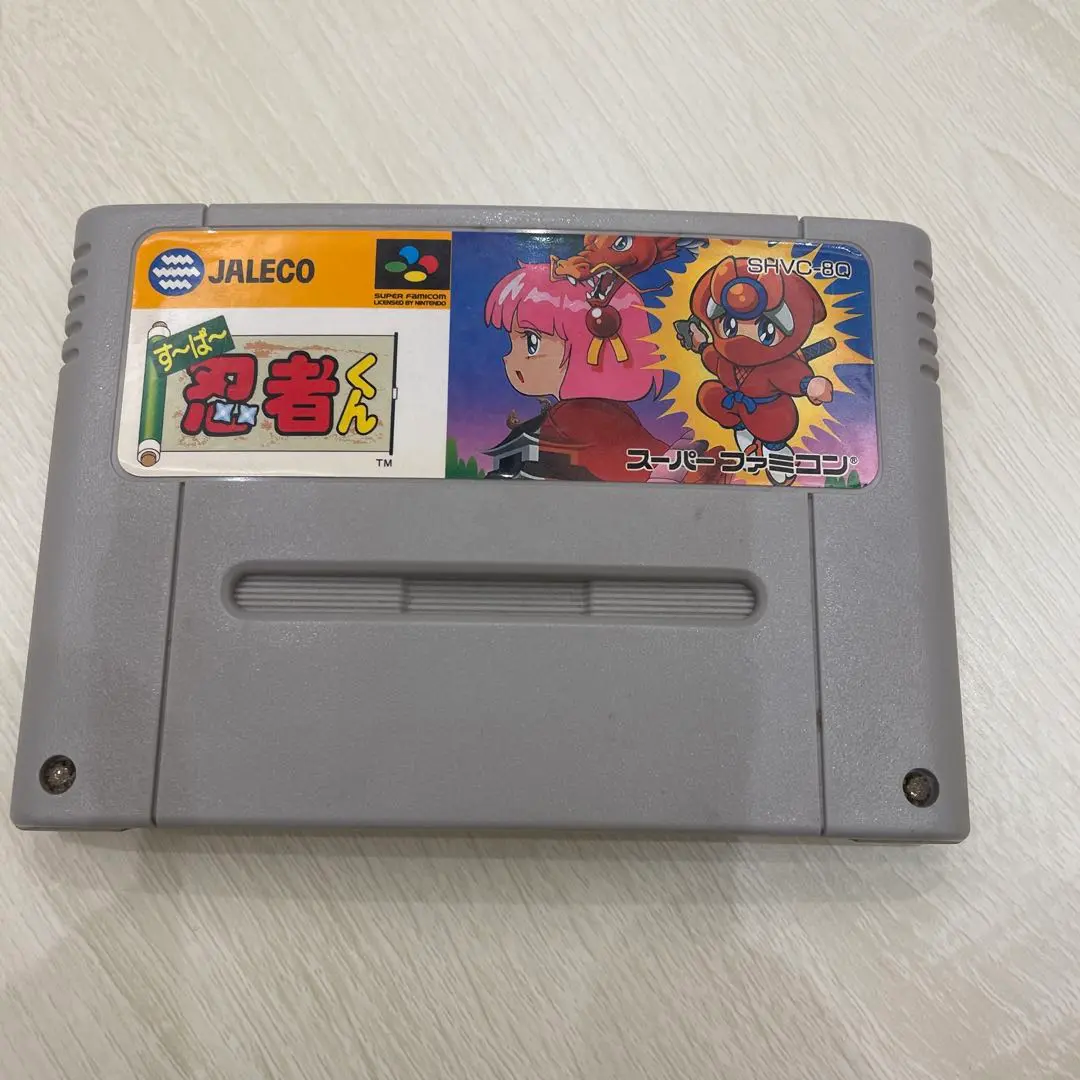 JALECO
SUPER FAMICOM
LICENSED BY NINTENDO
す〜ぱ〜
忍者くん
TM
SHVC-8Q
スーパーファミコン®